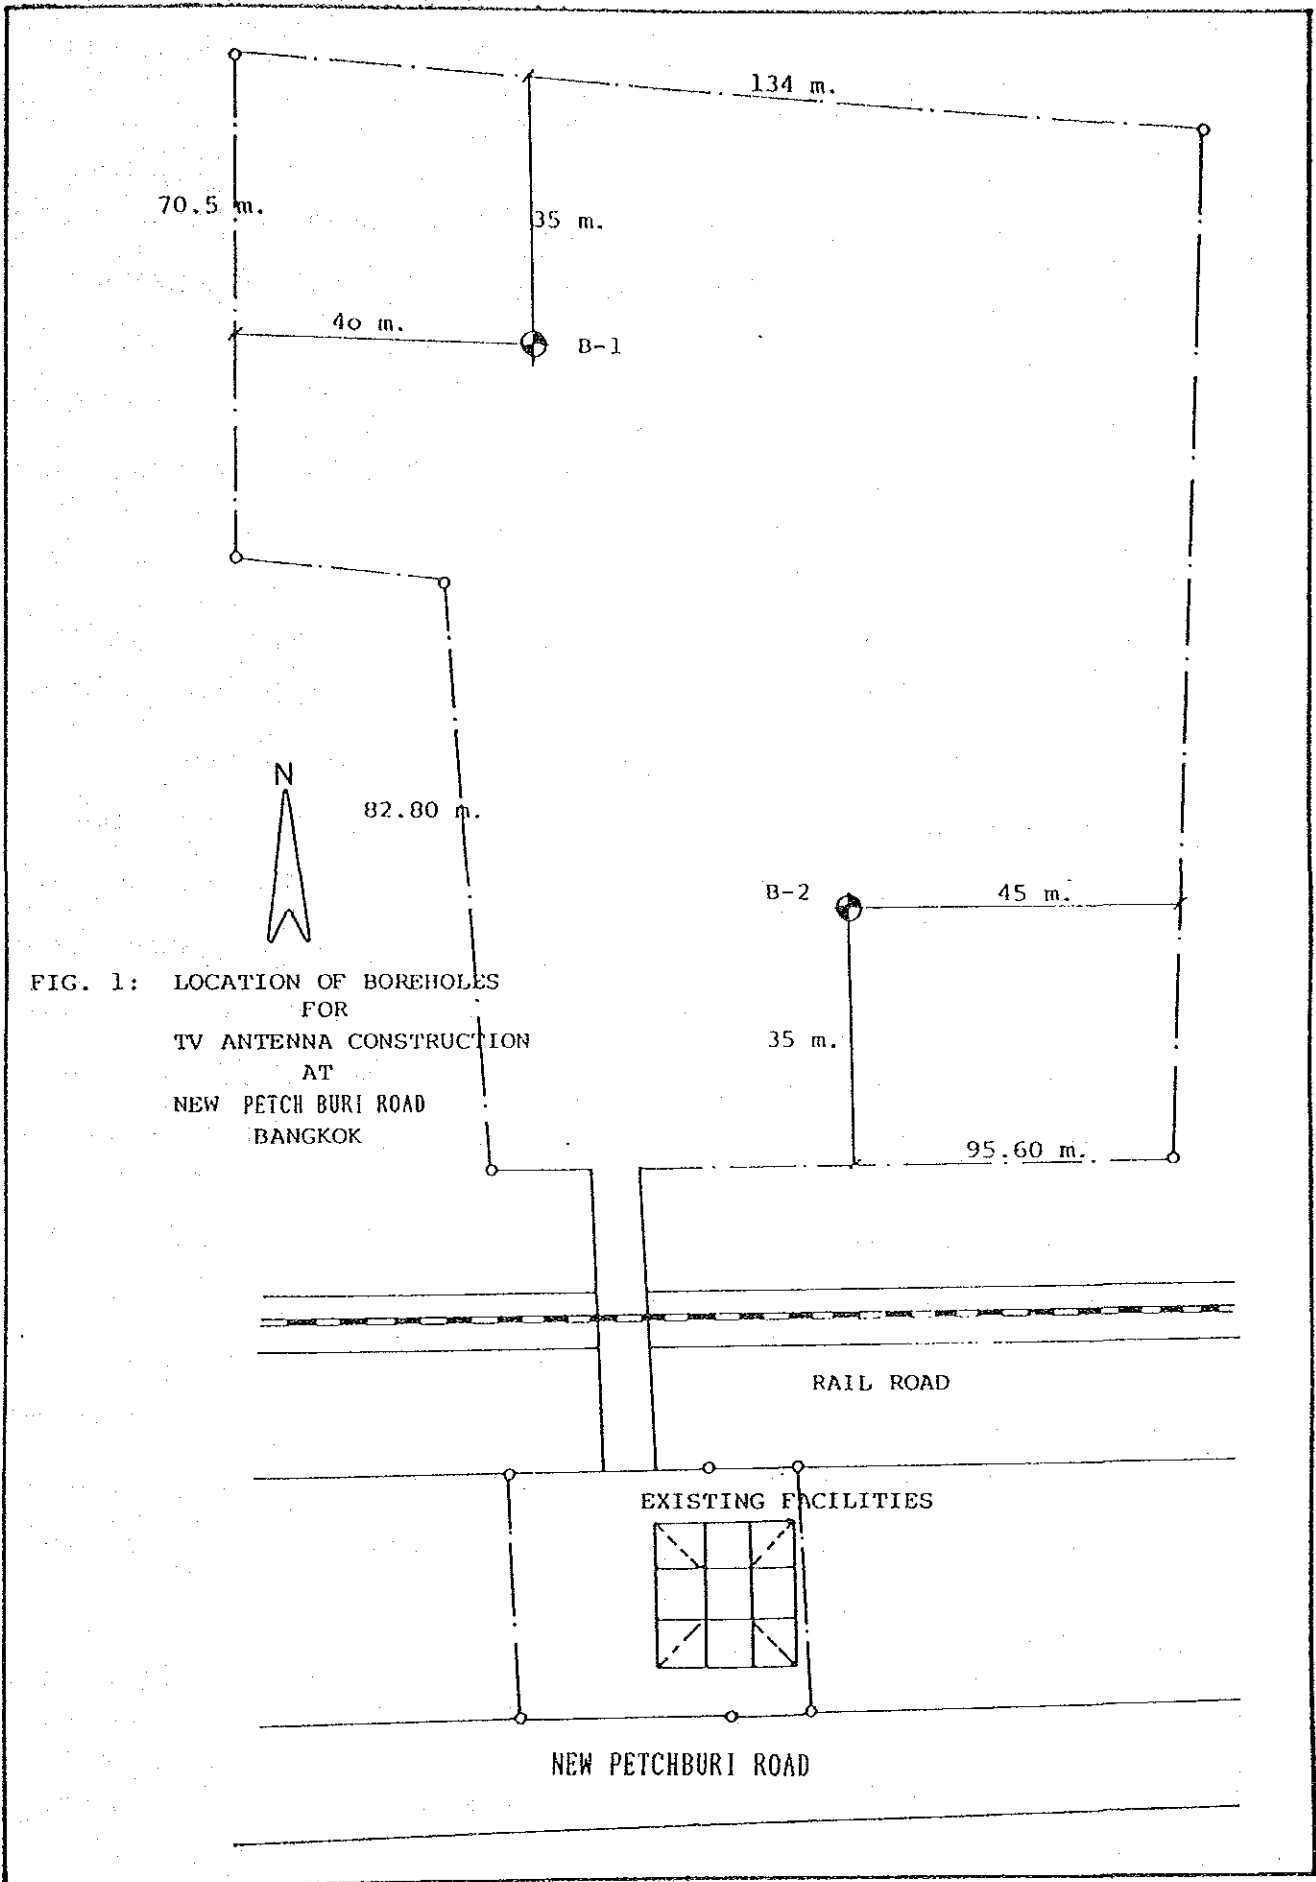 134 m.
70.5 m.
35 m.
40 m.
B-1
N
82.80 m.
B-2
45 m.
FIG. 1: LOCATION OF BOREHOLES
FOR
TV ANTENNA CONSTRUCTION
AT
NEW PETCH BURI ROAD
BANGKOK
35 m.
95.60 m.
RAIL ROAD
EXISTING FACILITIES
NEW PETCHBURI ROAD